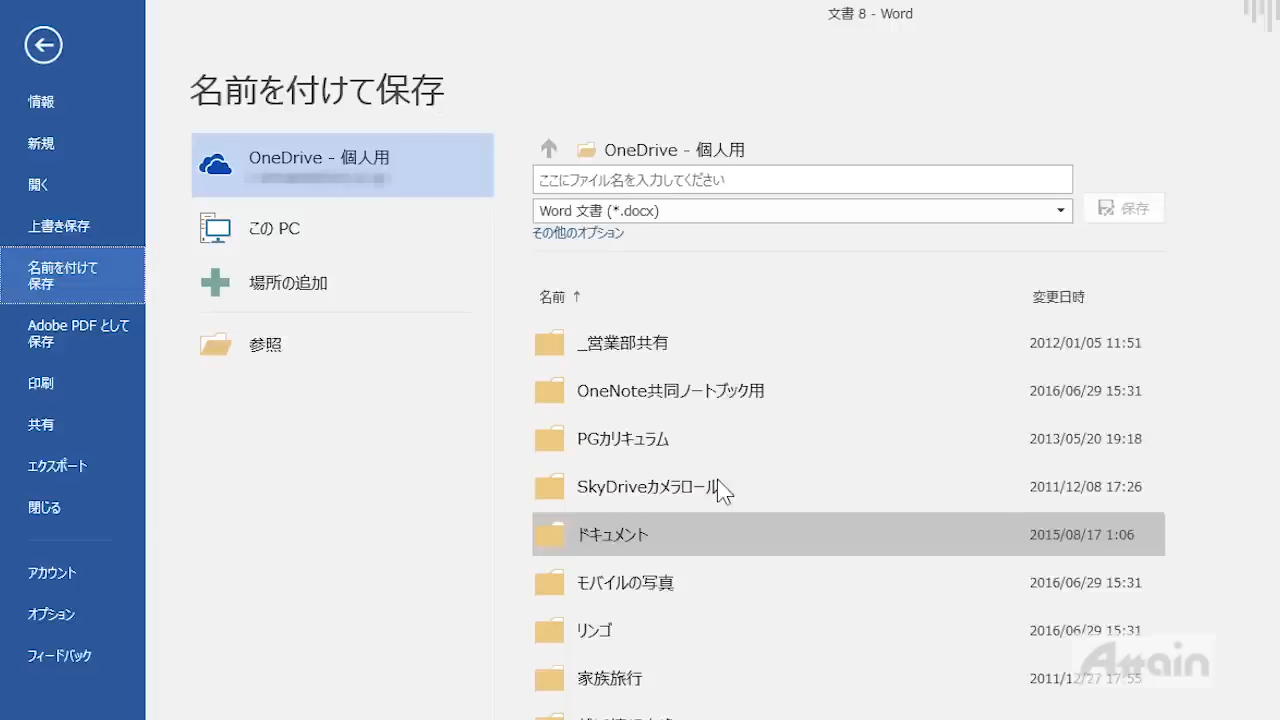 文書 8 - Word
情報
新規
開く
上書き保存
名前を付けて
保存
Adobe PDF として
保存
印刷
共有
エクスポート
閉じる
アカウント
オプション
フィードバック
名前を付けて保存
OneDrive - 個人用
この PC
場所の追加
参照
OneDrive - 個人用
ここにファイル名を入力してください
Word 文書 (*.docx)
保存
その他のオプション
名前 ↑ 変更日時
_営業部共有 2012/01/05 11:51
OneNote共同ノートブック用 2016/06/29 15:31
PGカリキュラム 2013/05/20 19:18
SkyDriveカメラロール 2011/12/08 17:26
ドキュメント 2015/08/17 1:06
モバイルの写真 2016/06/29 15:31
リンゴ 2016/06/29 15:31
家族旅行 2011/12/27 17:55
Attain